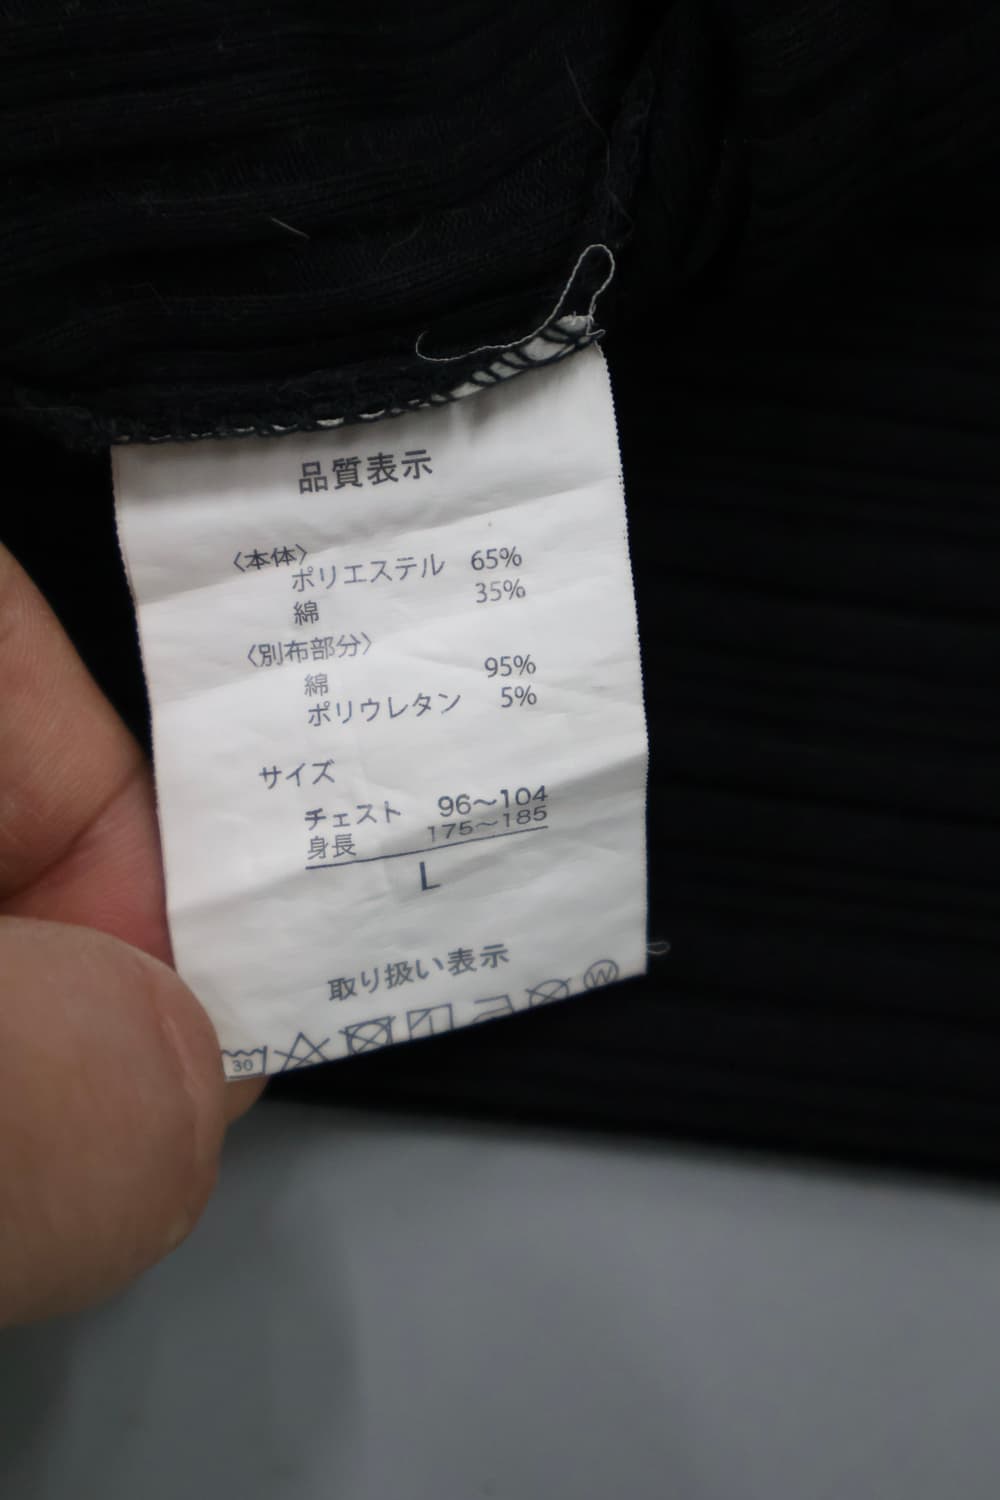 品質表示
〈本体〉
ポリエステル 65%
綿 35%
〈別布部分〉
綿 95%
ポリウレタン 5%
サイズ
チェスト 96〜104
身長 175〜185
L
取り扱い表示
30 W